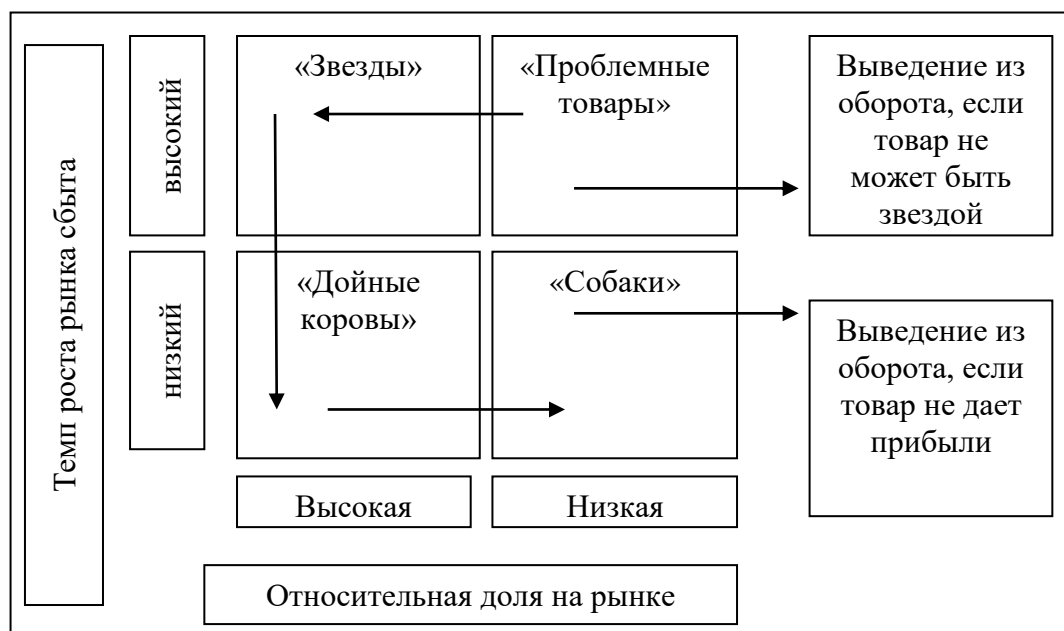 Темп роста рынка сбыта
высокий
«Звезды»
«Проблемные
товары»
Выведение из
оборота, если
товар не
может быть
звездой
низкий
«Дойные
коровы»
«Собаки»
Выведение из
оборота, если
товар не дает
прибыли
Высокая
Низкая
Относительная доля на рынке